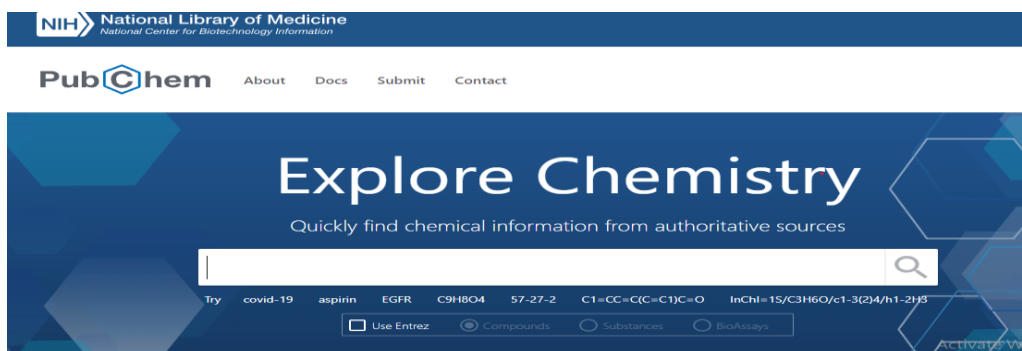 NIH National Library of Medicine
National Center for Biotechnology Information
PubChem About Docs Submit Contact
Explore Chemistry
Quickly find chemical information from authoritative sources
Try covid-19 aspirin EGFR C9H8O4 57-27-2 C1=CC=C(C=C1)C=O InChI=1S/C3H6O/c1-3(2)4/h1-2H3
Use Entrez Compounds Substances BioAssays
Activate W